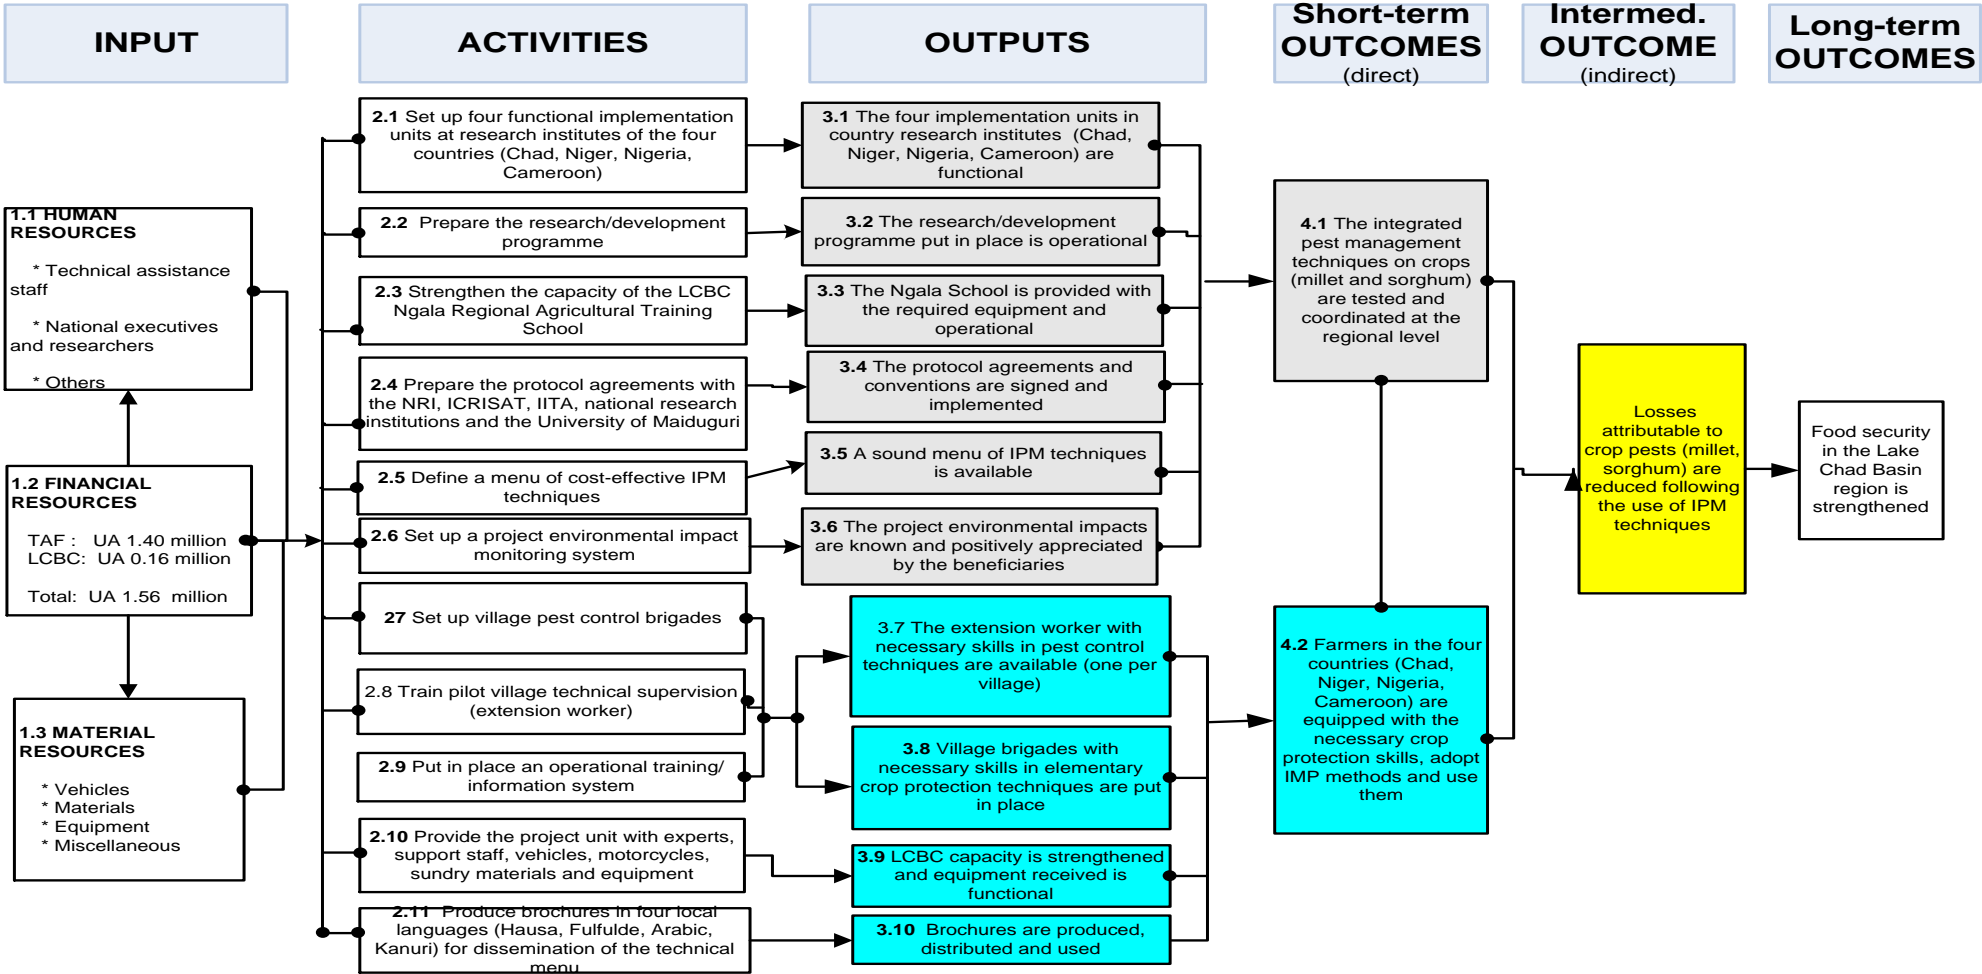 INPUT
ACTIVITIES
OUTPUTS
Short-term
OUTCOMES
(direct)
Intermed.
OUTCOME
(indirect)
Long-term
OUTCOMES
1.1 HUMAN
RESOURCES
* Technical assistance
staff
* National executives
and researchers
* Others
1.2 FINANCIAL
RESOURCES
TAF : UA 1.40 million
LCBC: UA 0.16 million
Total: UA 1.56 million
1.3 MATERIAL
RESOURCES
* Vehicles
* Materials
* Equipment
* Miscellaneous
2.1 Set up four functional implementation
units at research institutes of the four
countries (Chad, Niger, Nigeria,
Cameroon)
2.2 Prepare the research/development
programme
2.3 Strengthen the capacity of the LCBC
Ngala Regional Agricultural Training
School
2.4 Prepare the protocol agreements with
the NRI, ICRISAT, IITA, national research
institutions and the University of Maiduguri
2.5 Define a menu of cost-effective IPM
techniques
2.6 Set up a project environmental impact
monitoring system
27 Set up village pest control brigades
2.8 Train pilot village technical supervision
(extension worker)
2.9 Put in place an operational training/
information system
2.10 Provide the project unit with experts,
support staff, vehicles, motorcycles,
sundry materials and equipment
2.11 Produce brochures in four local
languages (Hausa, Fulfulde, Arabic,
Kanuri) for dissemination of the technical
menu
3.1 The four implementation units in
country research institutes (Chad,
Niger, Nigeria, Cameroon) are
functional
3.2 The research/development
programme put in place is operational
3.3 The Ngala School is provided with
the required equipment and
operational
3.4 The protocol agreements and
conventions are signed and
implemented
3.5 A sound menu of IPM techniques
is available
3.6 The project environmental impacts
are known and positively appreciated
by the beneficiaries
3.7 The extension worker with
necessary skills in pest control
techniques are available (one per
village)
3.8 Village brigades with
necessary skills in elementary
crop protection techniques are put
in place
3.9 LCBC capacity is strengthened
and equipment received is
functional
3.10 Brochures are produced,
distributed and used
4.1 The integrated
pest management
techniques on crops
(millet and sorghum)
are tested and
coordinated at the
regional level
4.2 Farmers in the four
countries (Chad,
Niger, Nigeria,
Cameroon) are
equipped with the
necessary crop
protection skills, adopt
IMP methods and use
them
Losses
attributable to
crop pests (millet,
sorghum) are
reduced following
the use of IPM
techniques
Food security
in the Lake
Chad Basin
region is
strengthened